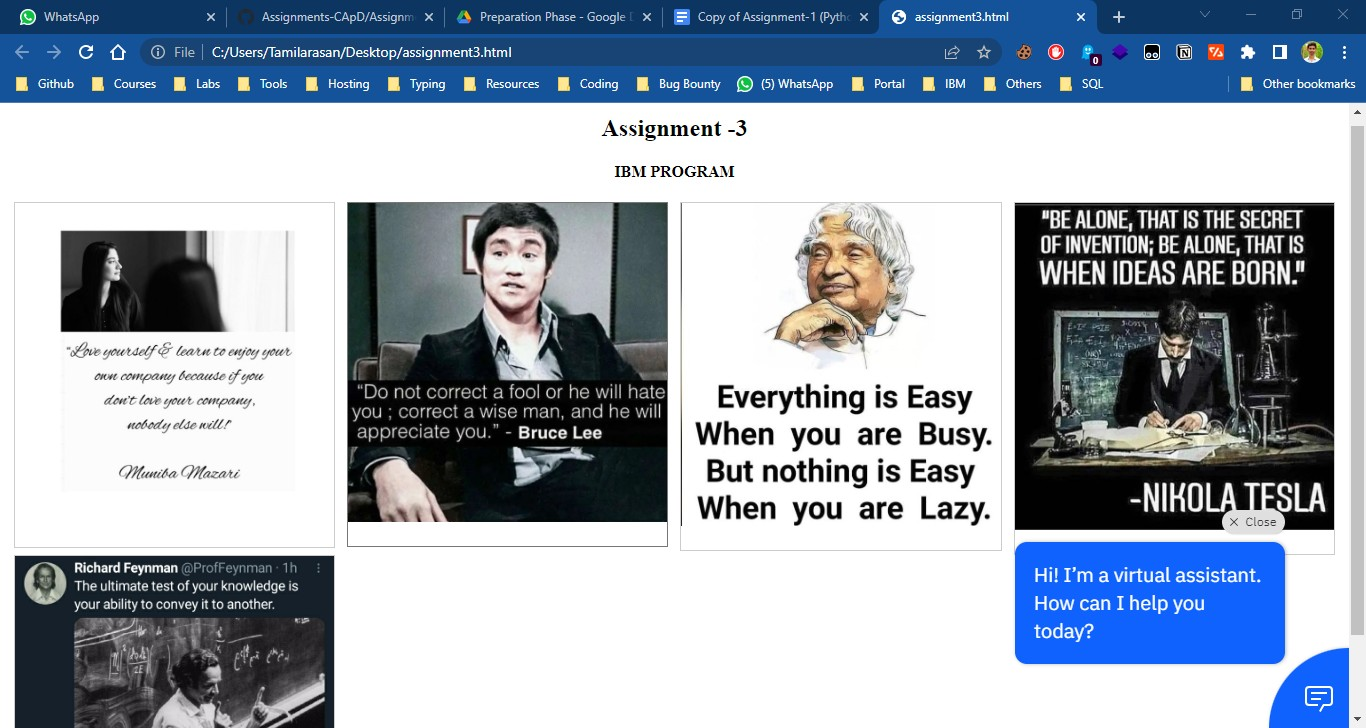 WhatsApp
Assignments-CApD/Assignm
Preparation Phase - Google D
Copy of Assignment-1 (Pytho
assignment3.html
File
C:/Users/Tamilarasan/Desktop/assignment3.html
0
Github
Courses
Labs
Tools
Hosting
Typing
Resources
Coding
Bug Bounty
(5) WhatsApp
Portal
IBM
Others
SQL
Other bookmarks
Assignment -3
IBM PROGRAM
"Love yourself & learn to enjoy your
own company because if you
don't love your company,
nobody else will!"
Muniba Mazari
“Do not correct a fool or he will hate
you ; correct a wise man, and he will
appreciate you.” - Bruce Lee
Everything is Easy
When you are Busy.
But nothing is Easy
When you are Lazy.
"BE ALONE, THAT IS THE SECRET
OF INVENTION; BE ALONE, THAT IS
WHEN IDEAS ARE BORN."
-NIKOLA TESLA
Richard Feynman @ProfFeynman · 1h
The ultimate test of your knowledge is
your ability to convey it to another.
Close
Hi! I’m a virtual assistant.
How can I help you
today?